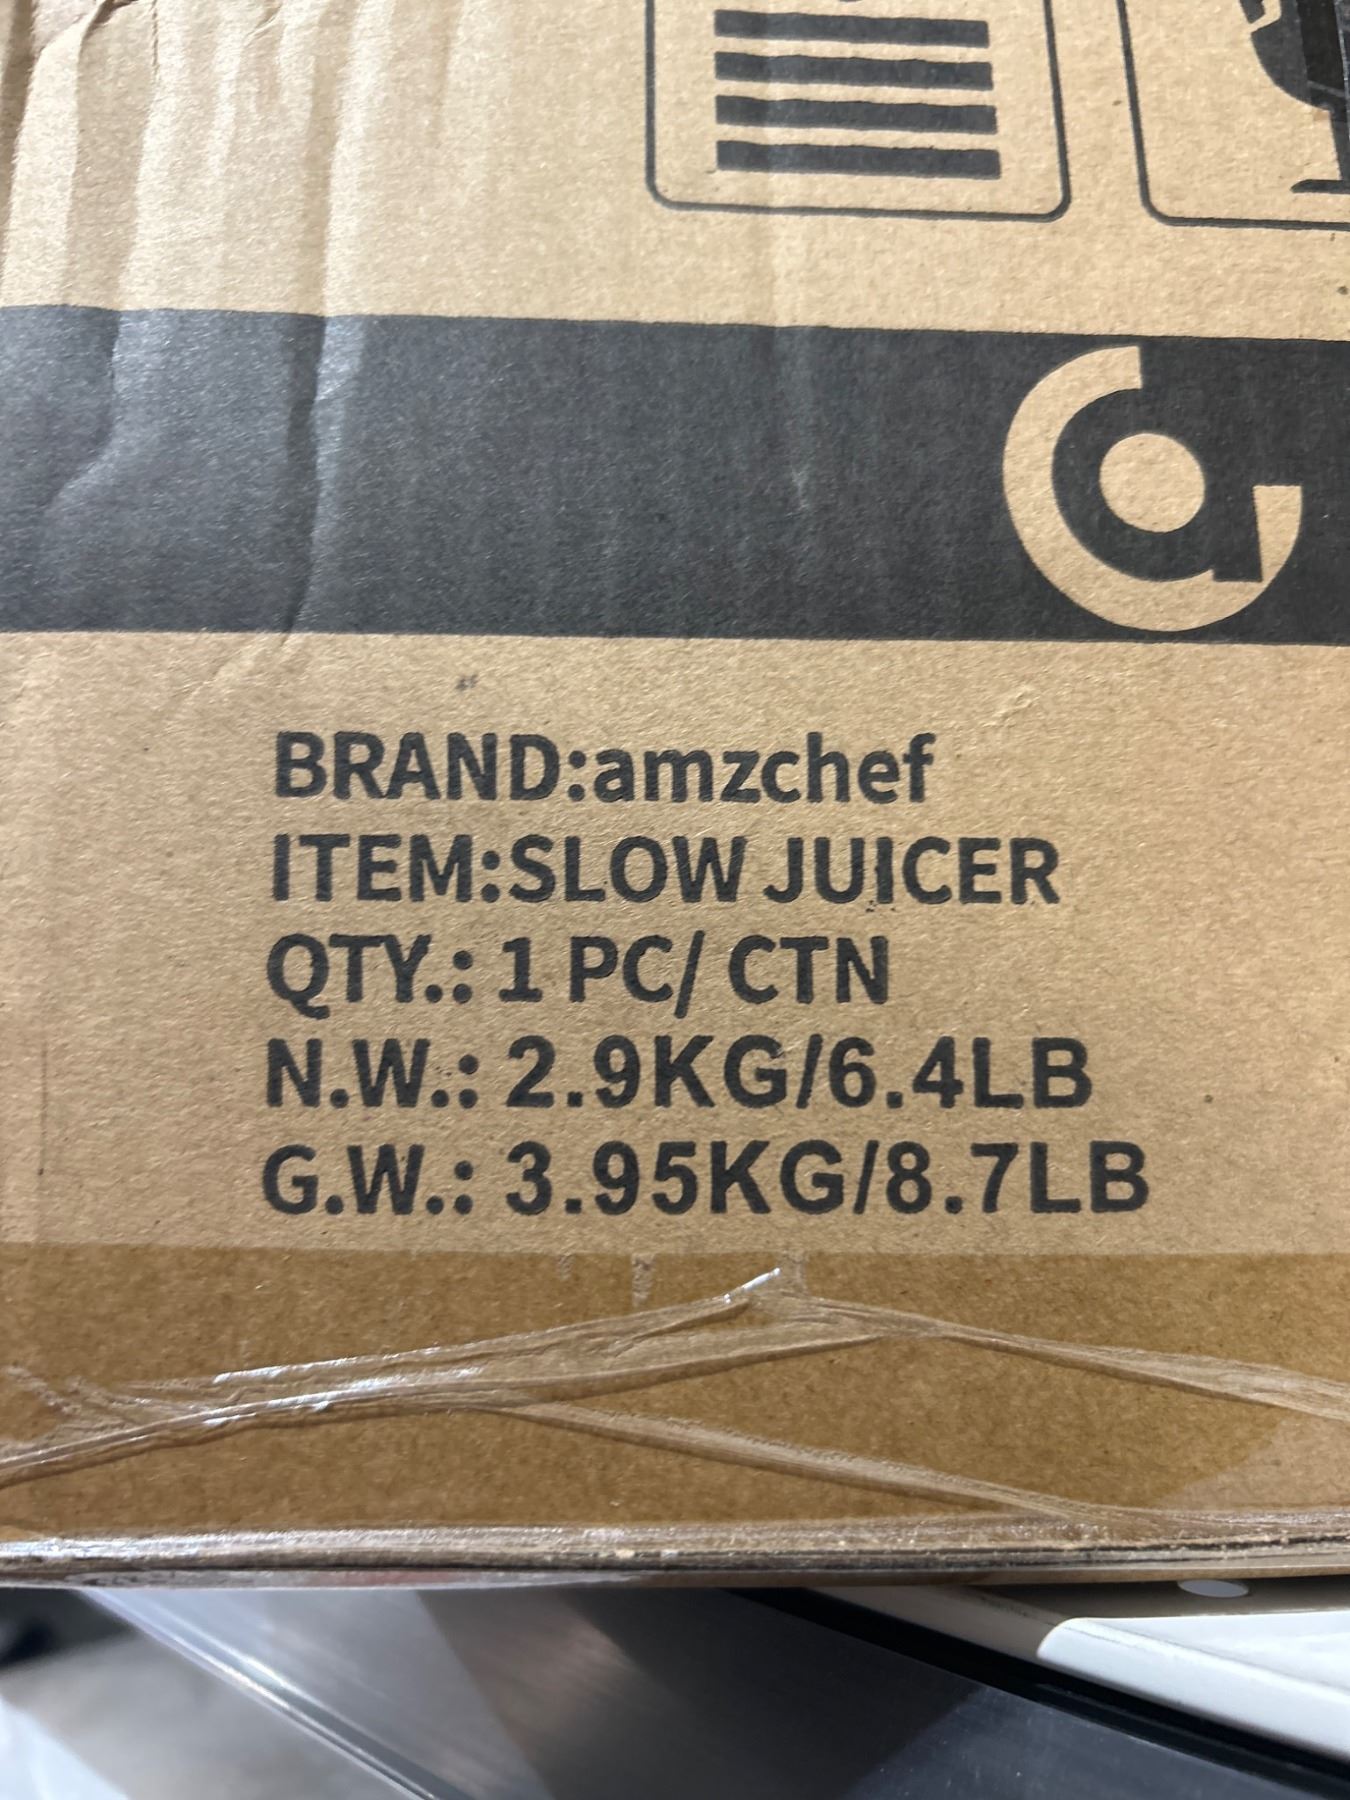 BRAND:amzchef
ITEM:SLOW JUICER
QTY.: 1 PC/ CTN
N.W.: 2.9KG/6.4LB
G.W.: 3.95KG/8.7LB